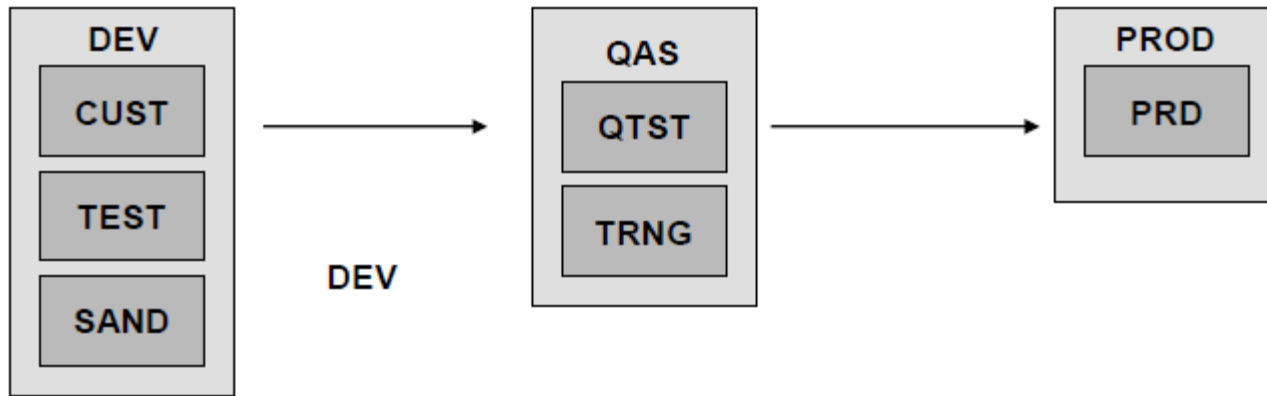 DEV
CUST
TEST
SAND
DEV
QAS
QTST
TRNG
PROD
PRD